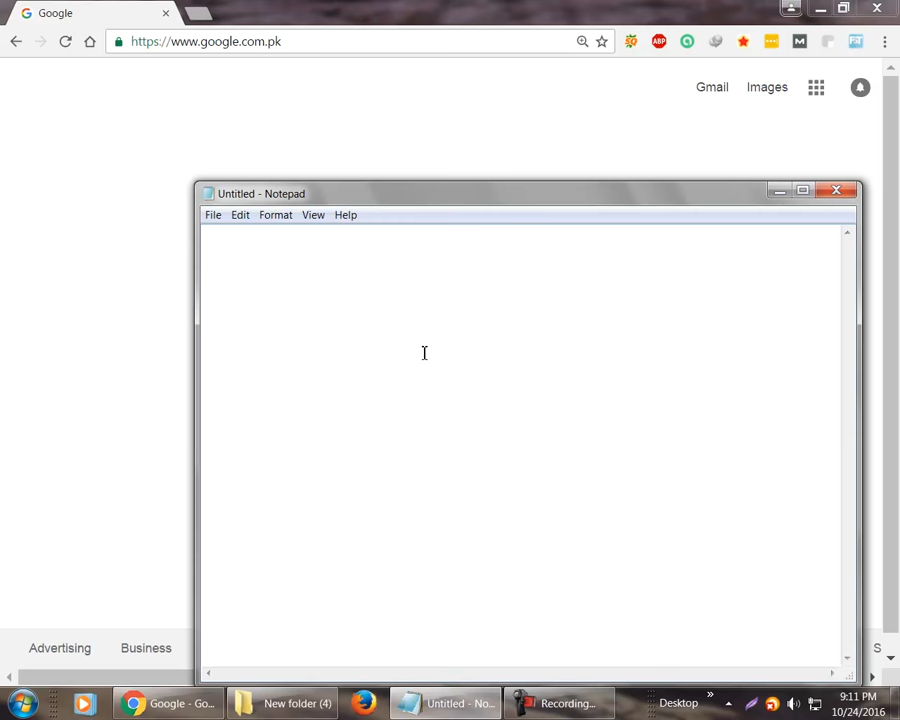 Google
https://www.google.com.pk
ABP
M
Gmail Images
Untitled - Notepad
File Edit Format View Help
Advertising Business
S
Google - Go...
New folder (4)
Untitled - No...
Recording...
Desktop
»
9:11 PM
10/24/2016